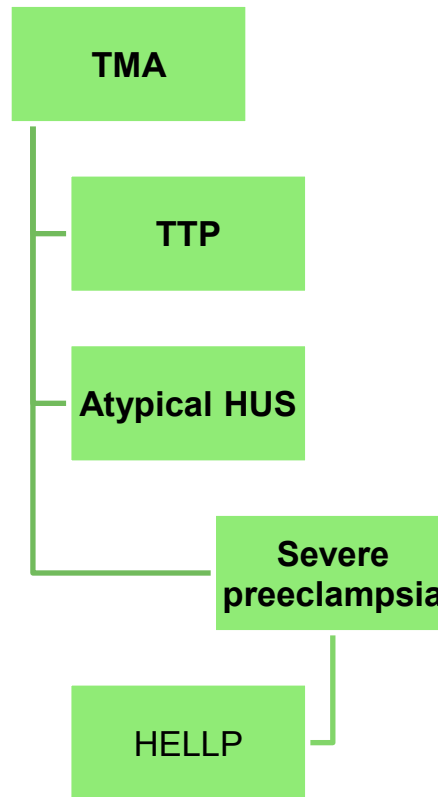 TMA
TTP
Atypical HUS
Severe
preeclampsia
HELLP